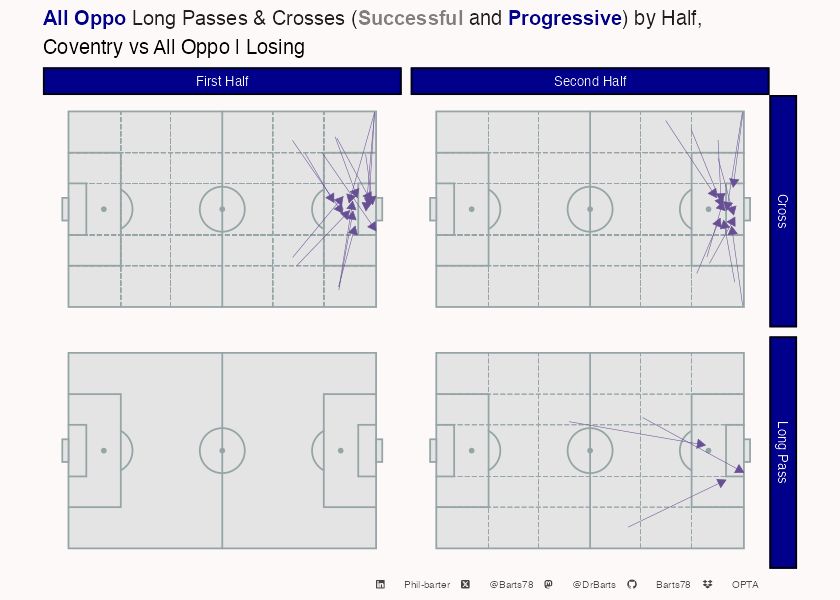 All Oppo Long Passes & Crosses (Successful and Progressive) by Half,
Coventry vs All Oppo I Losing
First Half
Second Half
Cross
Long Pass
Phil-barter @Barts78 @DrBarts Barts78 OPTA